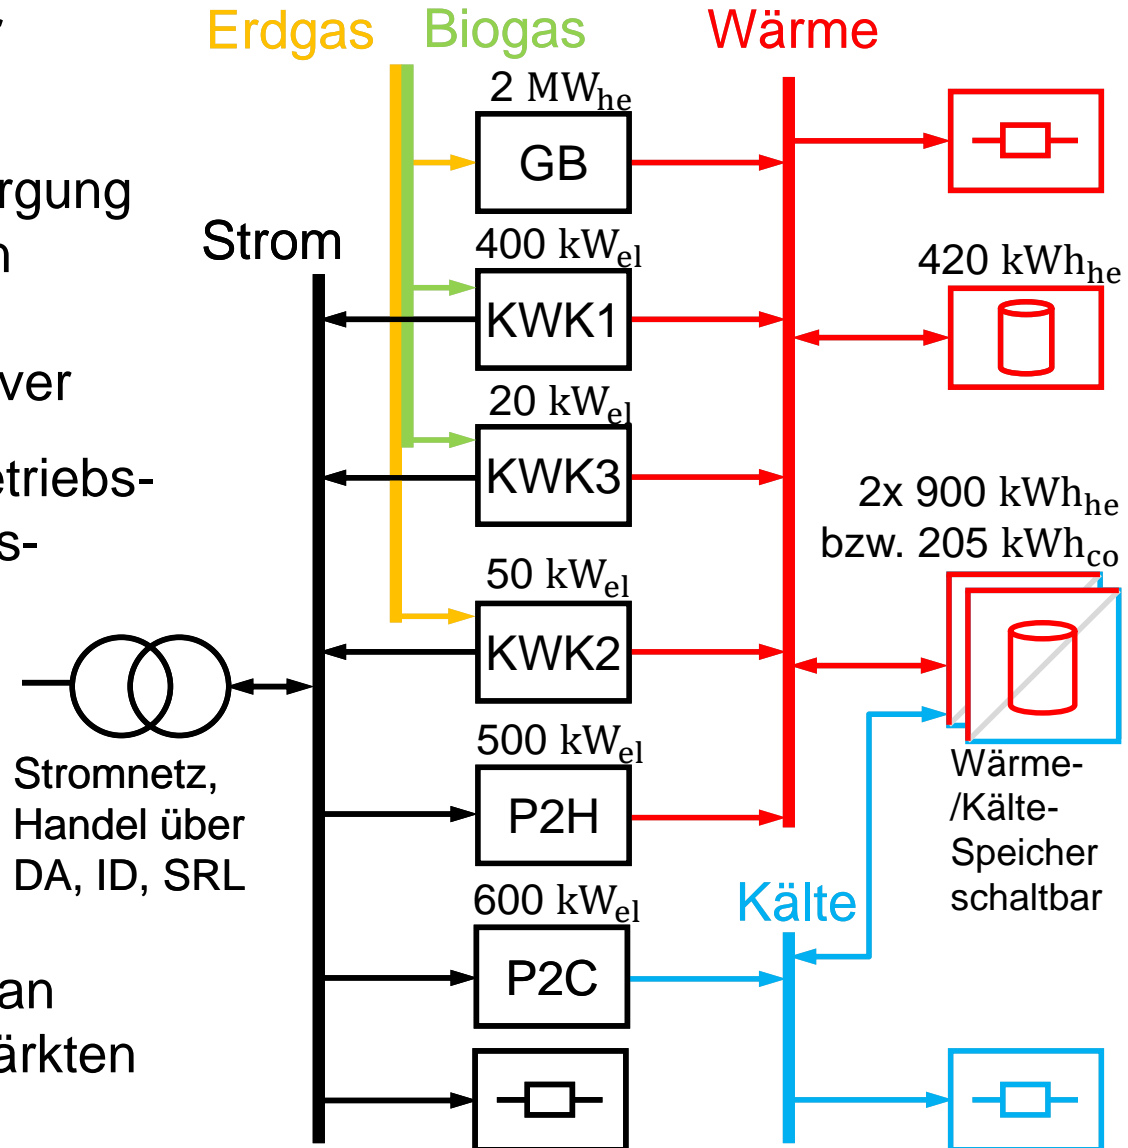 Erdgas Biogas Wärme
2 MWhe
GB
rgung
Strom
400 kWel
420 kWhhe
KWK1
ver
20 kWel
KWK3
etriebs-
s-
2x 900 kWhhe
bzw. 205 kWhco
50 kWel
KWK2
500 kWel
P2H
Stromnetz,
Handel über
DA, ID, SRL
Wärme-
/Kälte-
Speicher
schaltbar
600 kWel
Kälte
P2C
an
ärkten